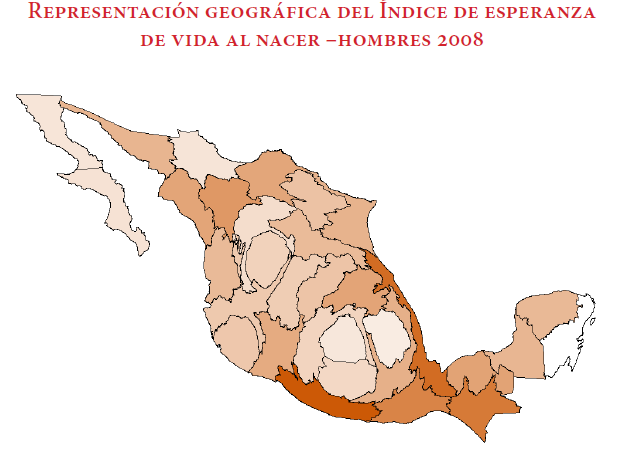 Representación geográfica del Índice de esperanza
de vida al nacer –hombres 2008